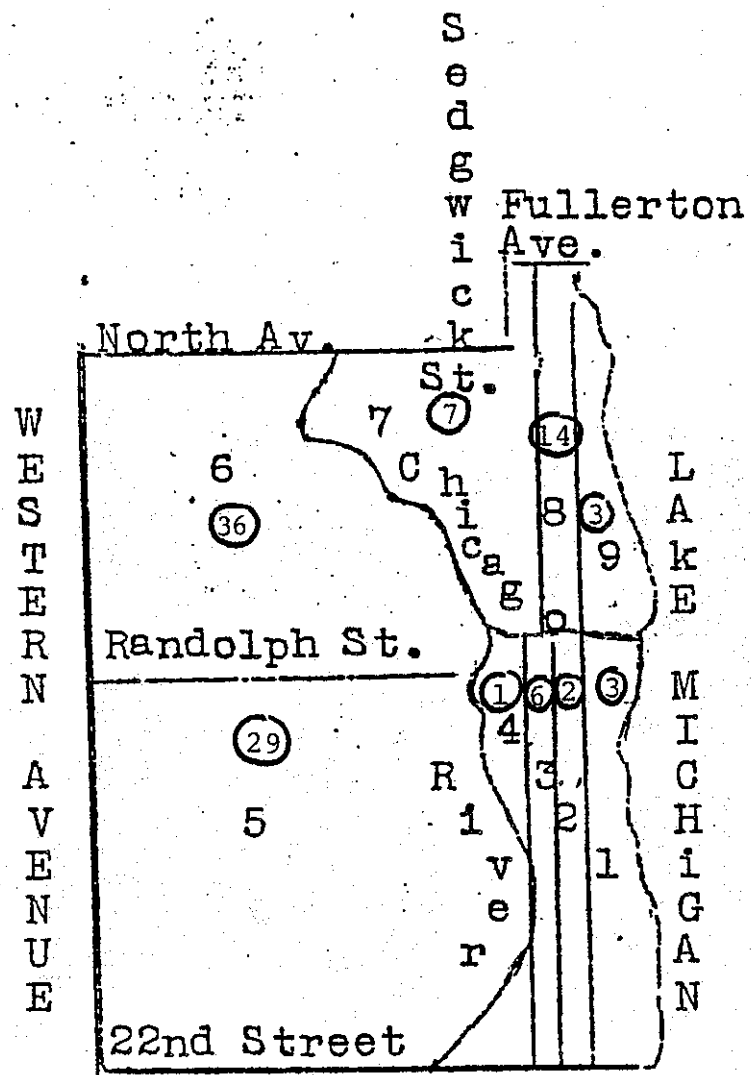 Sedgwick
St.
Fullerton
Ave.
North Av.
7
7
14
6
36
8
3
9
Chicago
WESTERN AVENUE
LAkE MICHiGAN
Randolph St.
1
6
2
3
4
29
5
3
2
1
River
22nd Street